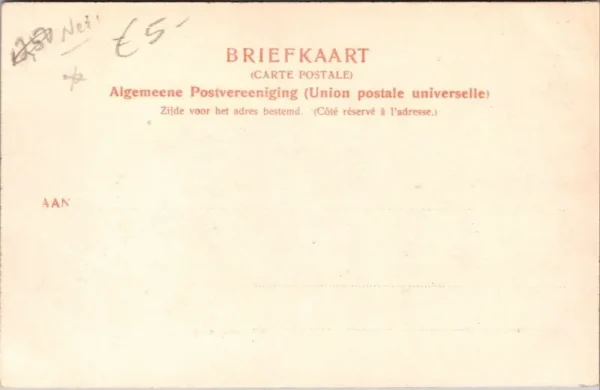 Net!
£5-
BRIEFKAART
(CARTE POSTALE)
Algemeene Postvereeniging (Union postale universelle)
Zijde voor het adres bestemd. (Côté réservé à l'adresse.)
AAN